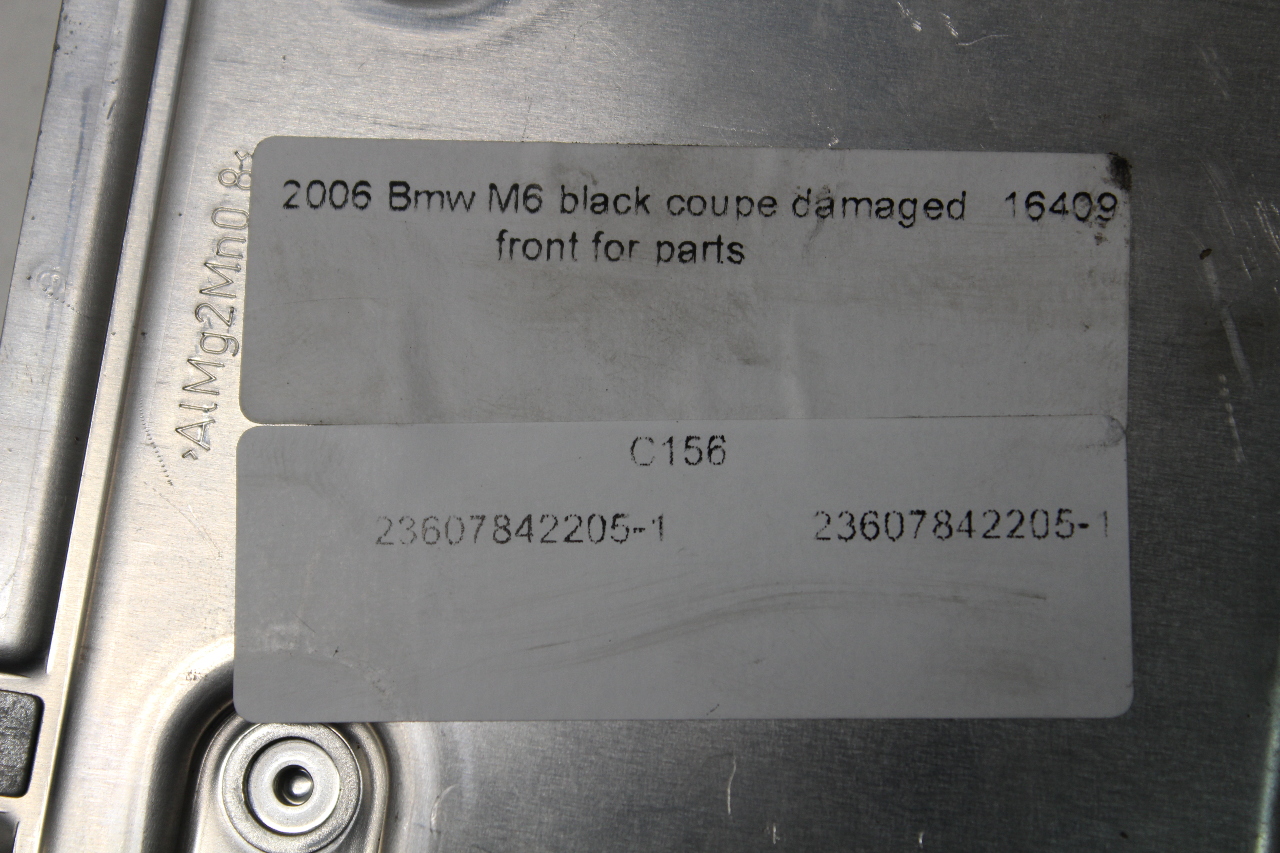 2006 Bmw M6 black coupe damaged 16409
front for parts
C156
23607842205-1 23607842205-1
>AlMg2Mn0,8<